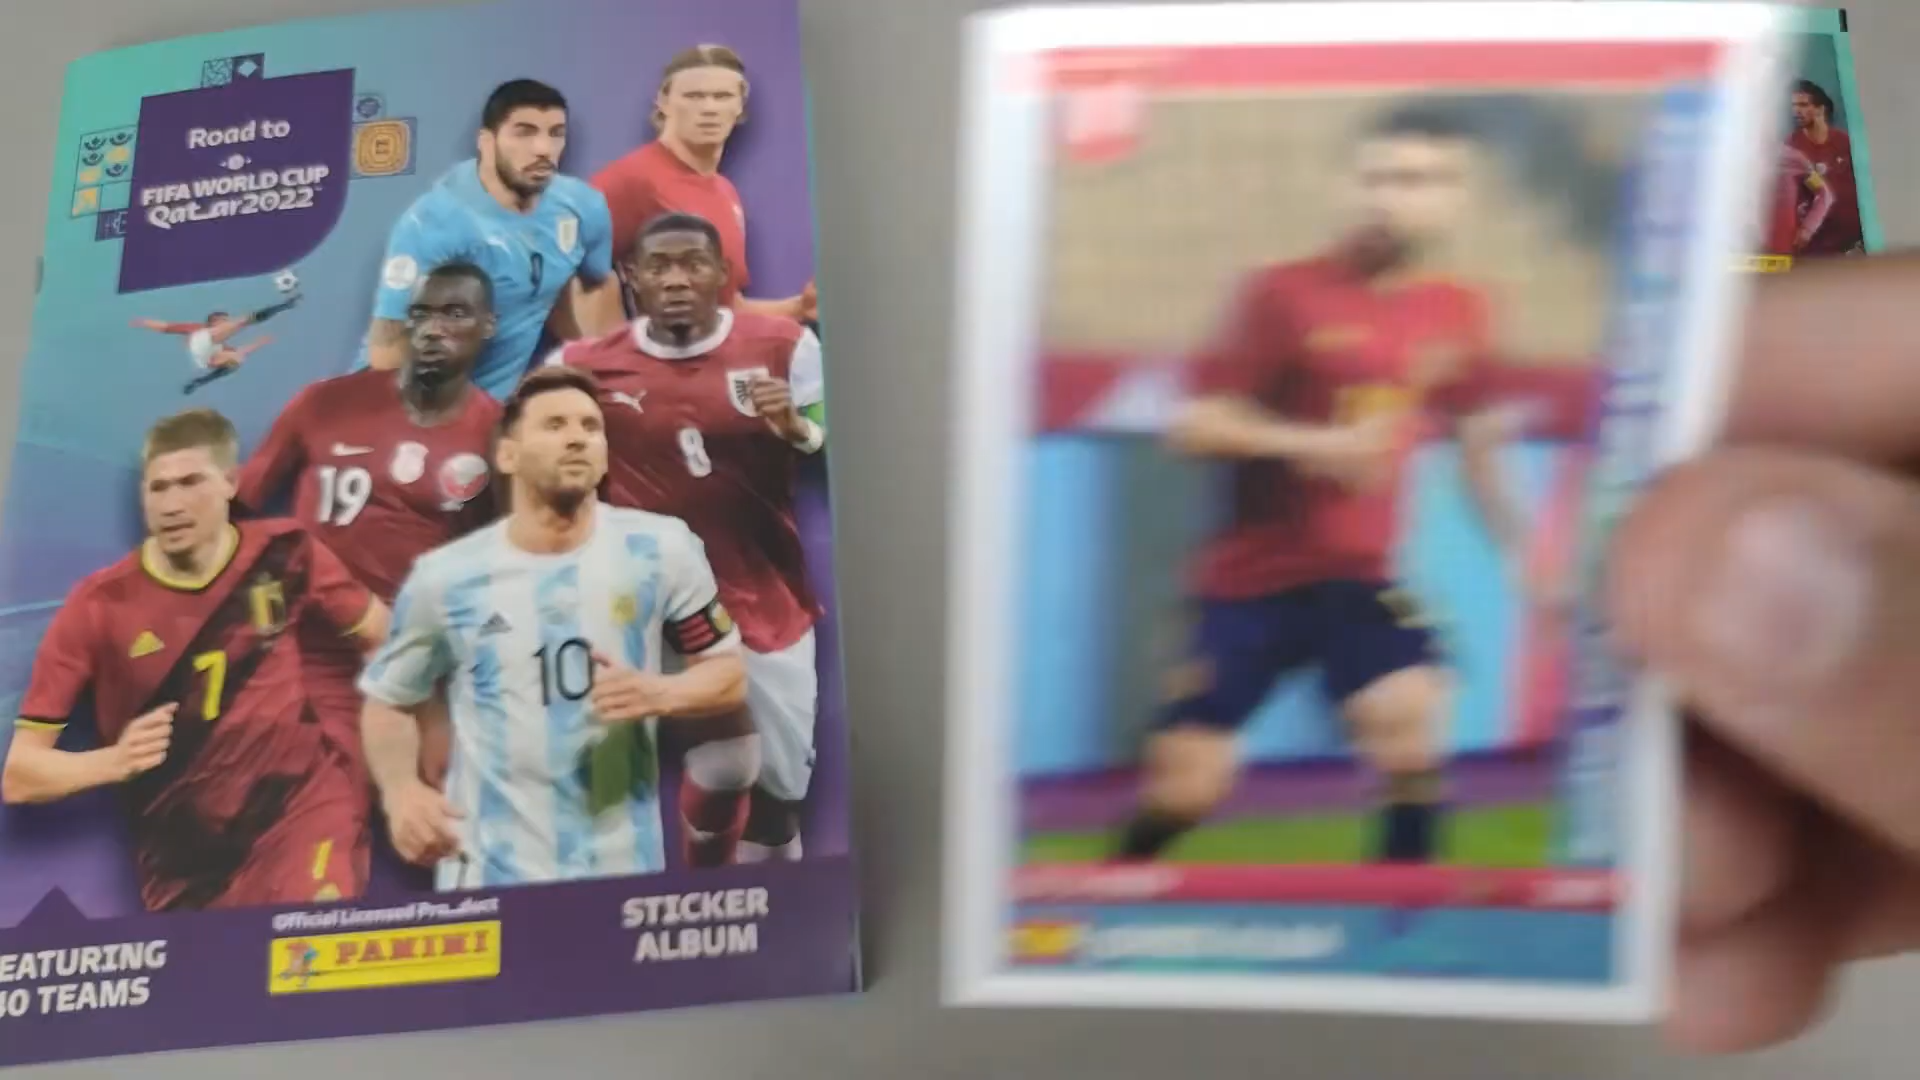 Road to
FIFA WORLD CUP
Qatar2022
9
8
19
10
7
Official Licensed Product
PANINI
STICKER
ALBUM
EATURING
40 TEAMS